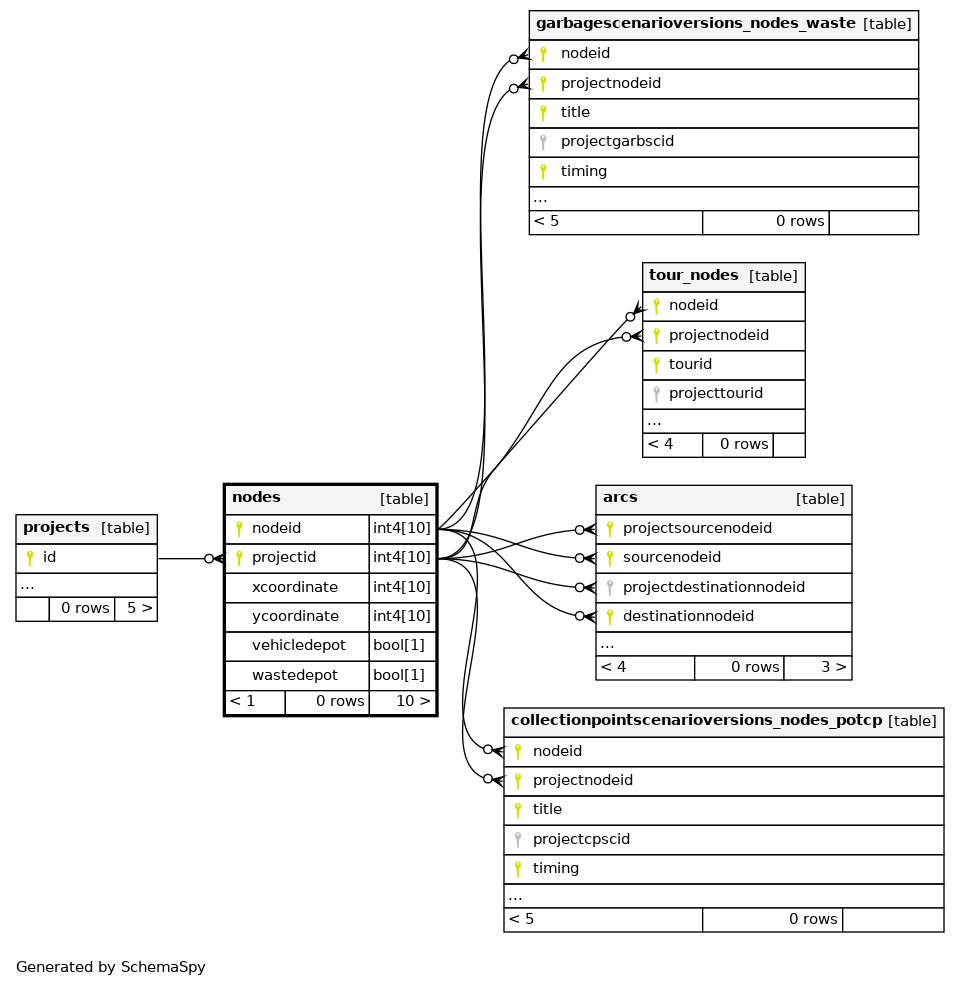 garbagescenarioversions_nodes_waste [table]
nodeid
projectnodeid
title
projectgarbscid
timing
...
< 5 0 rows
tour_nodes [table]
nodeid
projectnodeid
tourid
projecttourid
...
< 4 0 rows
projects [table]
id
...
0 rows 5 >
nodes [table]
nodeid int4[10]
projectid int4[10]
xcoordinate int4[10]
ycoordinate int4[10]
vehicledepot bool[1]
wastedepot bool[1]
< 1 0 rows 10 >
arcs [table]
projectsourcenodeid
sourcenodeid
projectdestinationnodeid
destinationnodeid
...
< 4 0 rows 3 >
collectionpointscenarioversions_nodes_potcp [table]
nodeid
projectnodeid
title
projectcpscid
timing
...
< 5 0 rows
Generated by SchemaSpy